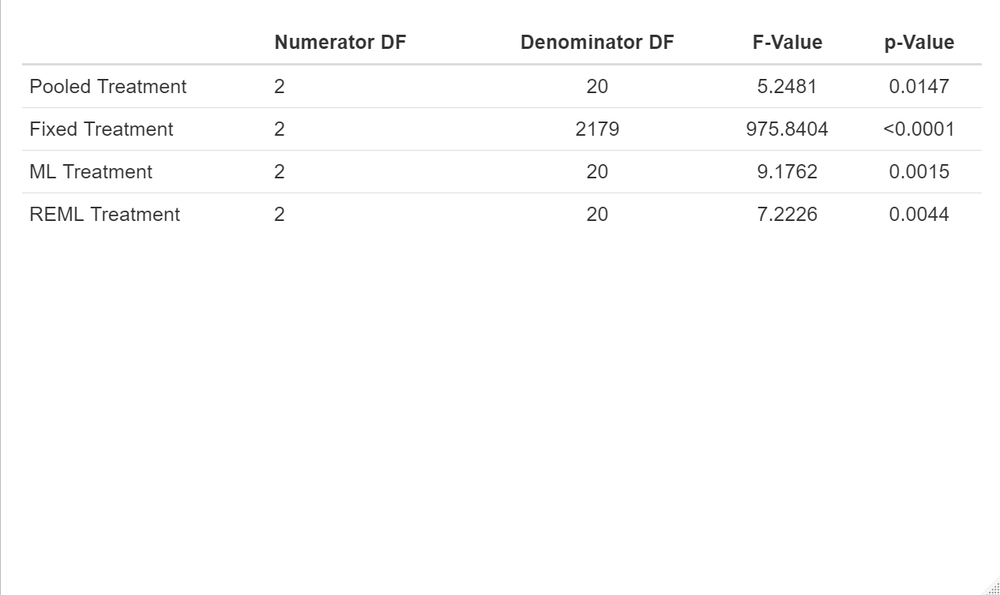 Numerator DF Denominator DF F-Value p-Value
Pooled Treatment 2 20 5.2481 0.0147
Fixed Treatment 2 2179 975.8404 <0.0001
ML Treatment 2 20 9.1762 0.0015
REML Treatment 2 20 7.2226 0.0044